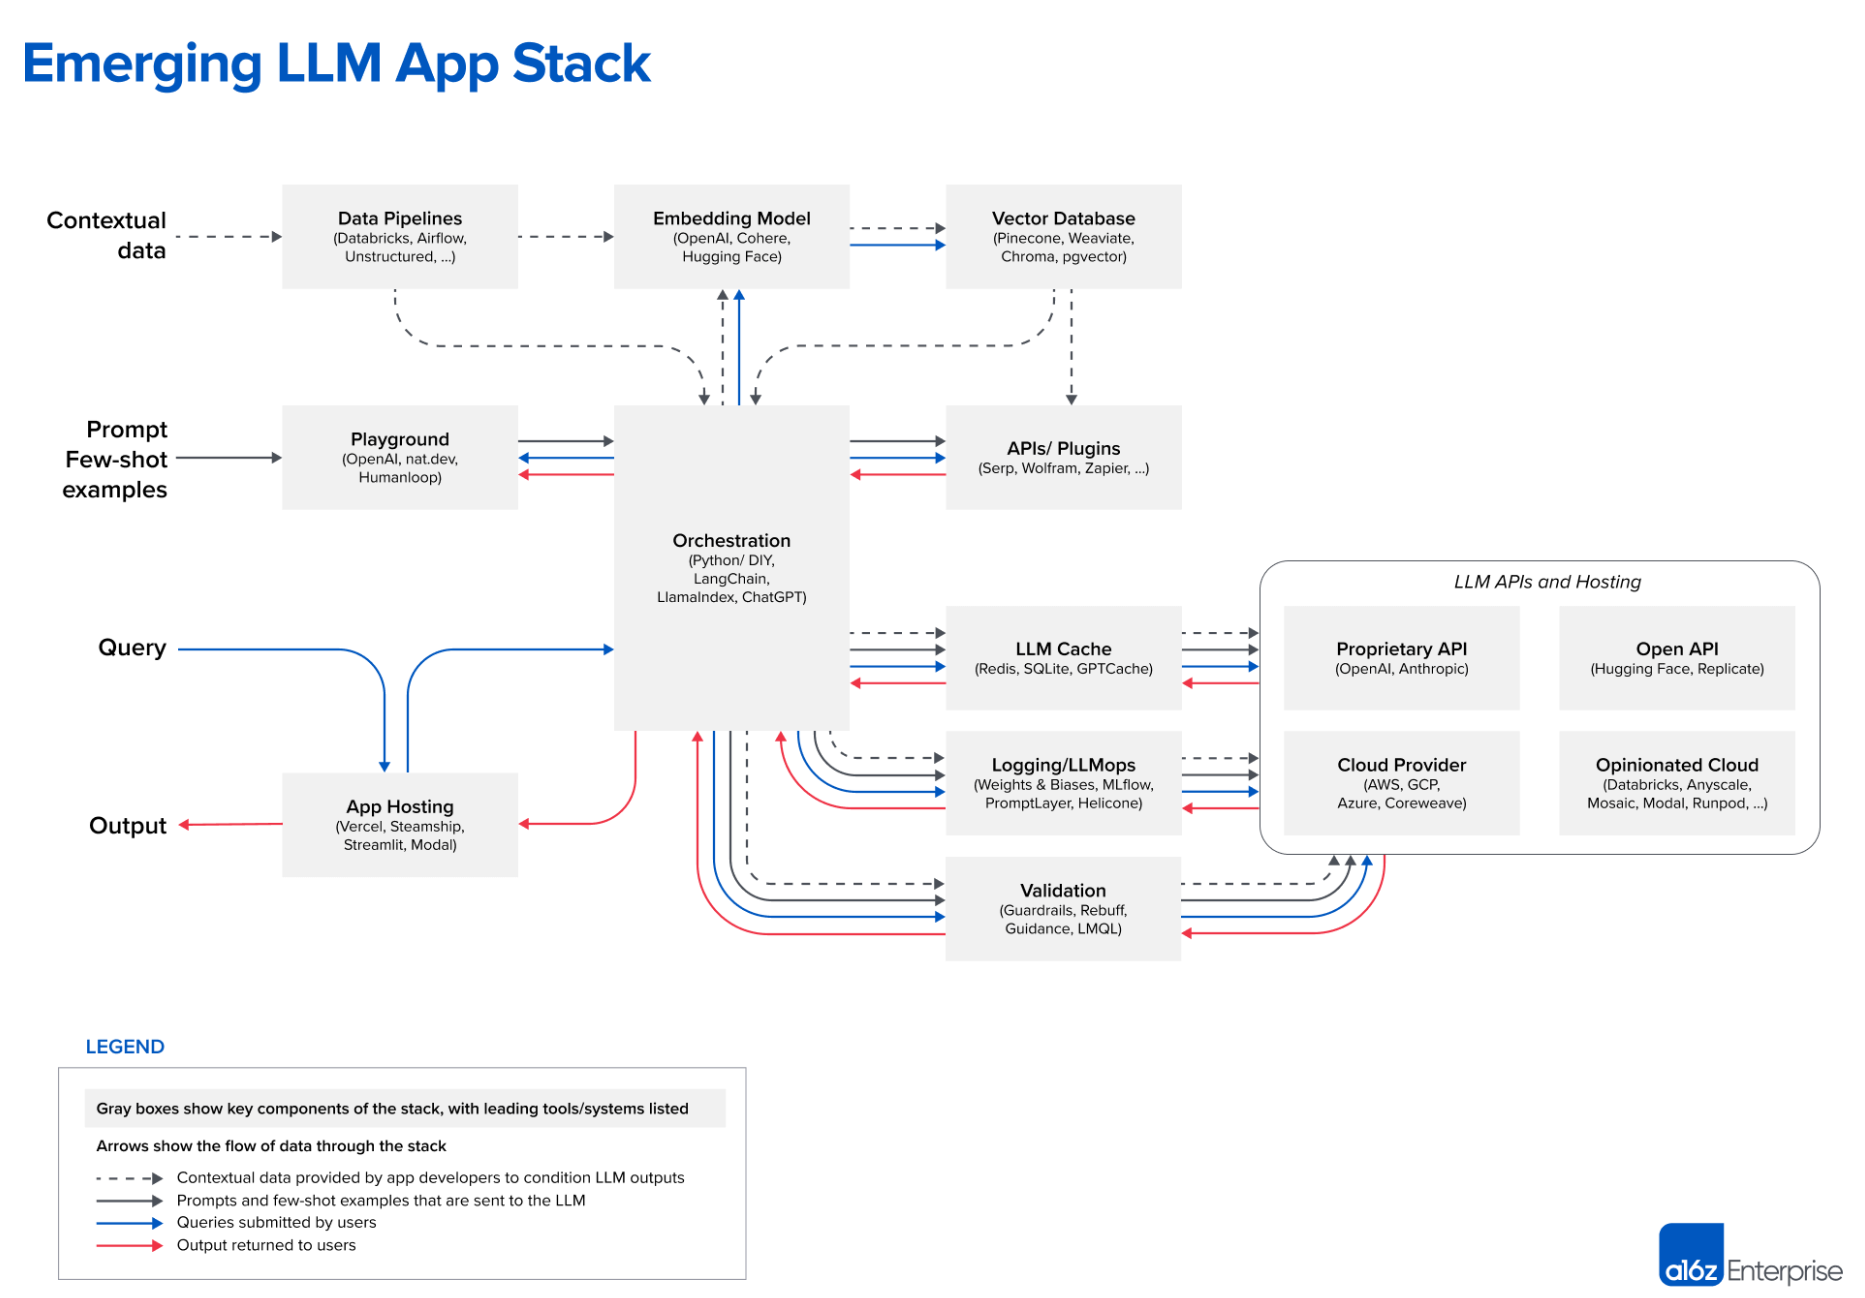 Emerging LLM App Stack
Contextual
data
Data Pipelines
(Databricks, Airflow,
Unstructured, ...)
Embedding Model
(OpenAI, Cohere,
Hugging Face)
Vector Database
(Pinecone, Weaviate,
Chroma, pgvector)
Prompt
Few-shot
examples
Playground
(OpenAI, nat.dev,
Humanloop)
Orchestration
(Python/ DIY,
LangChain,
LlamaIndex, ChatGPT)
APIs/ Plugins
(Serp, Wolfram, Zapier, ...)
Query
Output
App Hosting
(Vercel, Steamship,
Streamlit, Modal)
LLM Cache
(Redis, SQLite, GPTCache)
Logging/LLMops
(Weights & Biases, MLflow,
PromptLayer, Helicone)
Validation
(Guardrails, Rebuff,
Guidance, LMQL)
LLM APIs and Hosting
Proprietary API
(OpenAI, Anthropic)
Open API
(Hugging Face, Replicate)
Cloud Provider
(AWS, GCP,
Azure, Coreweave)
Opinionated Cloud
(Databricks, Anyscale,
Mosaic, Modal, Runpod, ...)
LEGEND
Gray boxes show key components of the stack, with leading tools/systems listed
Arrows show the flow of data through the stack
Contextual data provided by app developers to condition LLM outputs
Prompts and few-shot examples that are sent to the LLM
Queries submitted by users
Output returned to users
a16z Enterprise